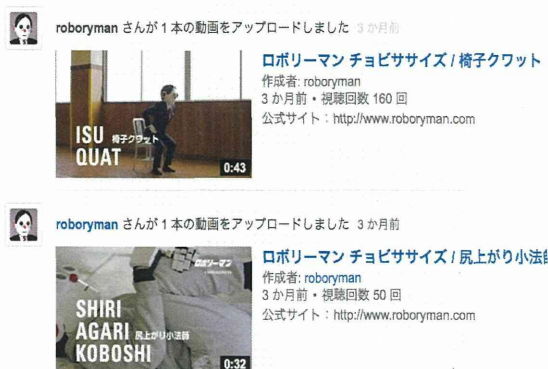 roboryman さんが 1 本の動画をアップロードしました 3 か月前
ロボリーマン チョビササイズ / 椅子クワット
作成者: roboryman
3 か月前・視聴回数 160 回
公式サイト：http://www.roboryman.com
ISU 椅子クワット
QUAT
0:43
roboryman さんが 1 本の動画をアップロードしました 3 か月前
ロボリーマン チョビササイズ / 尻上がり小法師
作成者: roboryman
3 か月前・視聴回数 50 回
公式サイト：http://www.roboryman.com
ロボリーマン
SHIRI
AGARI 尻上がり小法師
KOBOSHI
0:32